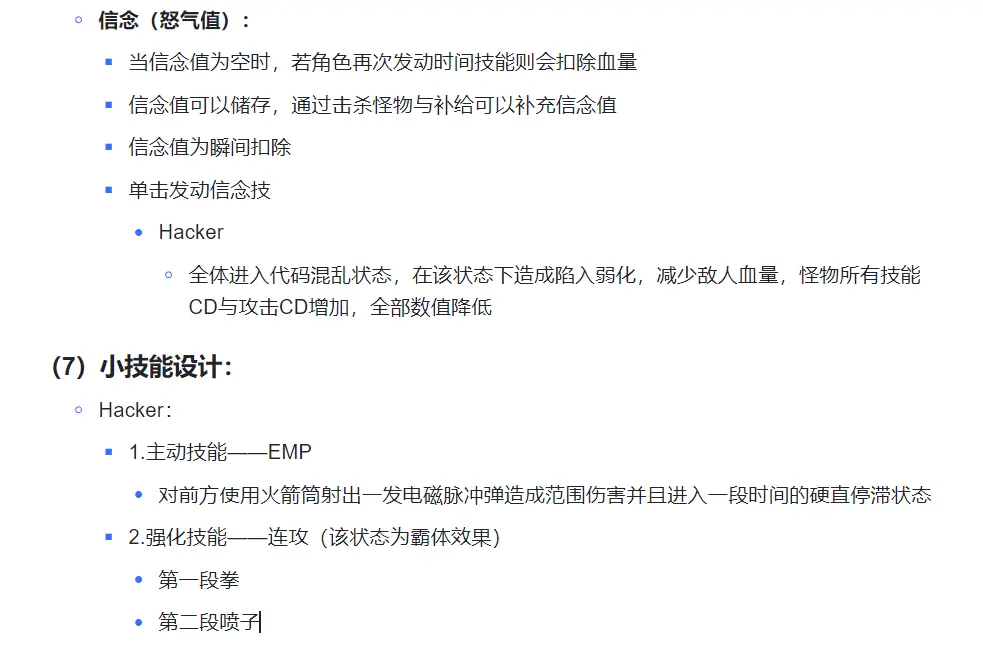 信念（怒气值）：
当信念值为空时，若角色再次发动时间技能则会扣除血量
信念值可以储存，通过击杀怪物与补给可以补充信念值
信念值为瞬间扣除
单击发动信念技
Hacker
全体进入代码混乱状态，在该状态下造成陷入弱化，减少敌人血量，怪物所有技能
CD与攻击CD增加，全部数值降低
（7）小技能设计：
Hacker：
1.主动技能——EMP
对前方使用火箭筒射出一发电磁脉冲弹造成范围伤害并且进入一段时间的硬直停滞状态
2.强化技能——连攻（该状态为霸体效果）
第一段拳
第二段喷子